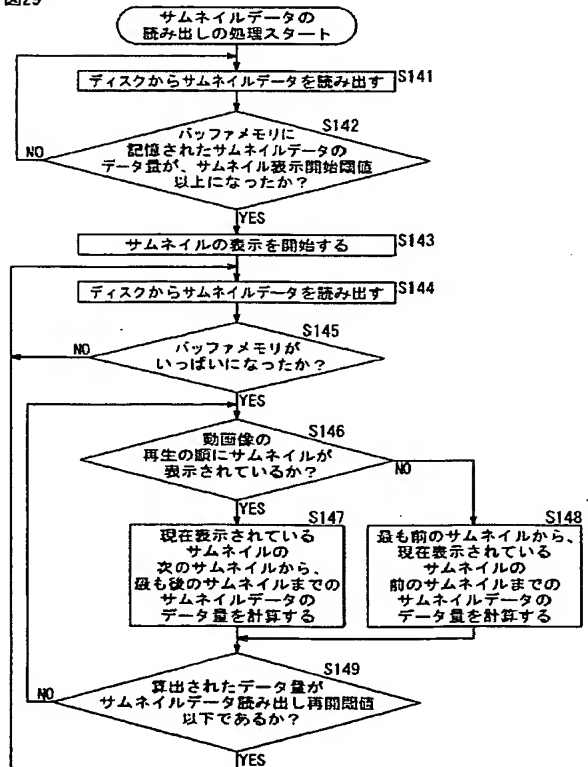 図29
サムネイルデータの
読み出しの処理スタート
ディスクからサムネイルデータを読み出す
S141
S142
バッファメモリに
記憶されたサムネイルデータの
データ量が、サムネイル表示開始閾値
以上になったか？
NO
YES
サムネイルの表示を開始する
S143
ディスクからサムネイルデータを読み出す
S144
S145
バッファメモリが
いっぱいになったか？
NO
YES
S146
動画像の
再生の順にサムネイルが
表示されているか？
NO
YES
S147
現在表示されている
サムネイルの
次のサムネイルから、
最も後のサムネイルまでの
サムネイルデータの
データ量を計算する
S148
最も前のサムネイルから、
現在表示されている
サムネイルの
前のサムネイルまでの
サムネイルデータの
データ量を計算する
S149
算出されたデータ量が
サムネイルデータ読み出し再開閾値
以下であるか？
NO
YES